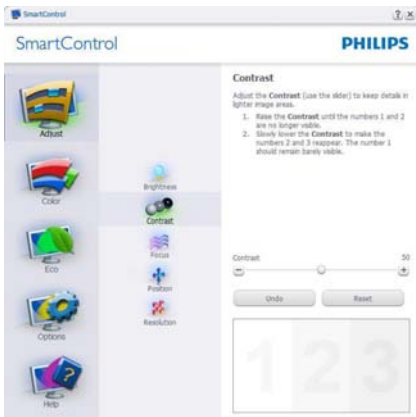 SmartControl
SmartControl
PHILIPS
Adjust
Color
Eco
Options
Help
Brightness
Contrast
Focus
Position
Resolution
Contrast
Adjust the Contrast (use the slider) to keep details in
lighter image areas.
1. Raise the Contrast until the numbers 1 and 2
are no longer visible.
2. Slowly lower the Contrast to make the
numbers 2 and 3 reappear. The number 1
should remain barely visible.
Contrast 50
Undo Reset
1 2 3